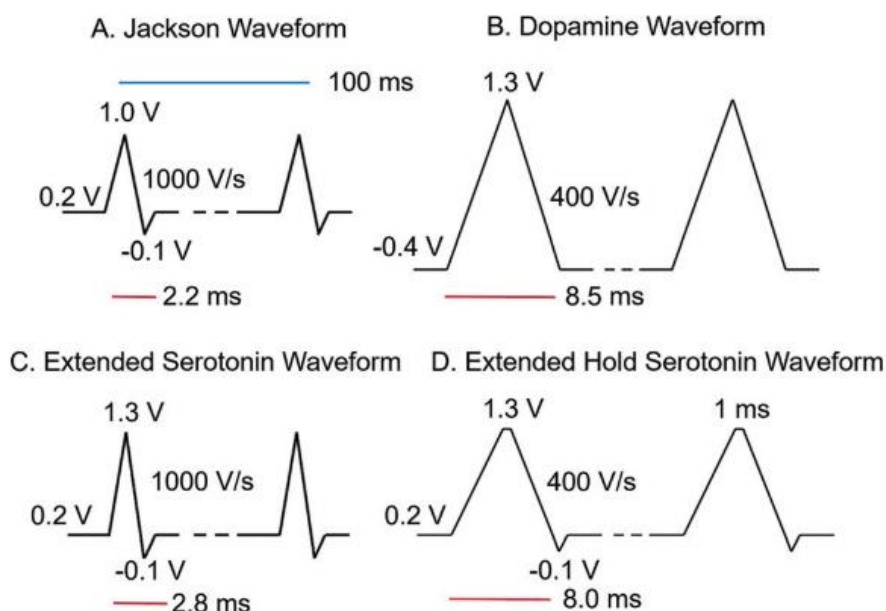 A. Jackson Waveform
100 ms
1.0 V
1000 V/s
0.2 V
-0.1 V
2.2 ms
B. Dopamine Waveform
1.3 V
400 V/s
-0.4 V
8.5 ms
C. Extended Serotonin Waveform
1.3 V
1000 V/s
0.2 V
-0.1 V
2.8 ms
D. Extended Hold Serotonin Waveform
1.3 V
1 ms
400 V/s
0.2 V
-0.1 V
8.0 ms